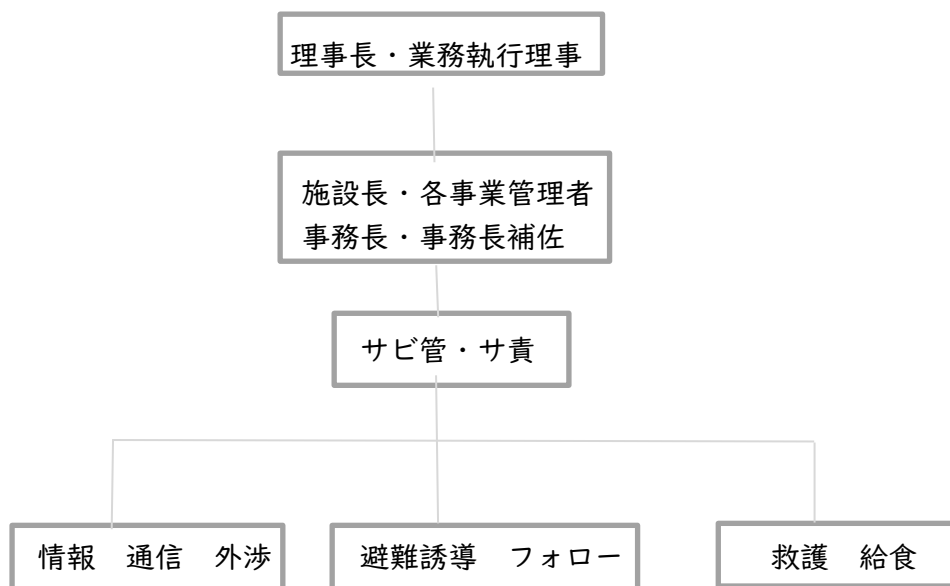 理事長・業務執行理事
施設長・各事業管理者
事務長・事務長補佐
サビ管・サ責
情報　通信　外渉
避難誘導　フォロー
救護　給食